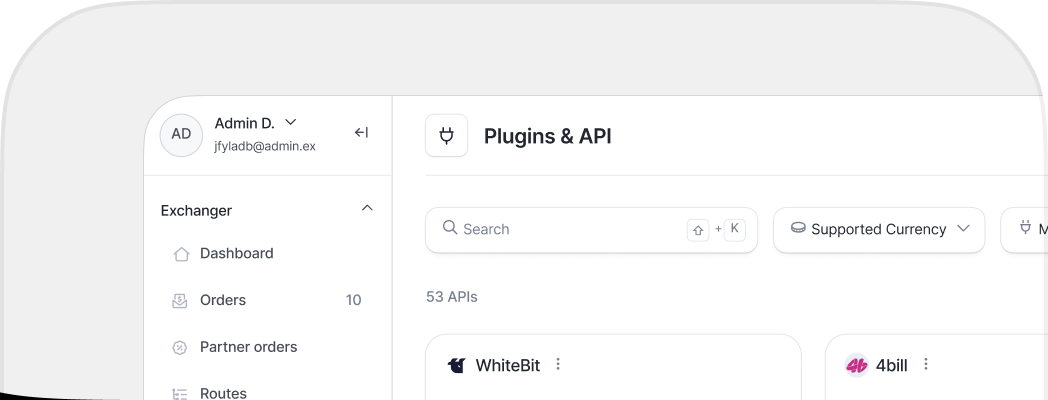 AD
Admin D.
jfyladb@admin.ex
Plugins & API
Exchanger
Search
+ K
Supported Currency
M
Dashboard
Orders 10
53 APIs
Partner orders
WhiteBit
4b 4bill
Routes